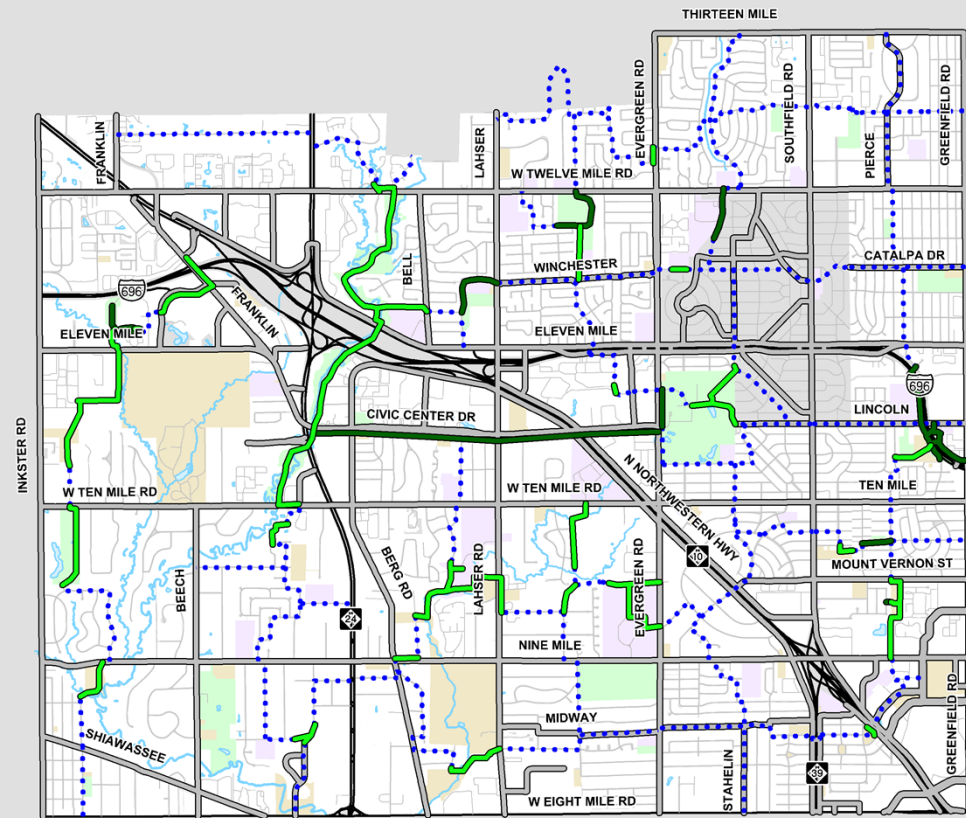 THIRTEEN MILE
FRANKLIN
LAHSER
EVERGREEN RD
SOUTHFIELD RD
PIERCE
GREENFIELD RD
W TWELVE MILE RD
BELL
WINCHESTER
CATALPA DR
696
FRANKLIN
ELEVEN MILE
ELEVEN MILE
696
CIVIC CENTER DR
LINCOLN
INKSTER RD
W TEN MILE RD
W TEN MILE RD
N NORTHWESTERN HWY
TEN MILE
10
BEECH
BERG RD
LAHSER RD
EVERGREEN RD
MOUNT VERNON ST
24
NINE MILE
SHIAWASSEE
MIDWAY
STAHELIN
39
GREENFIELD RD
W EIGHT MILE RD